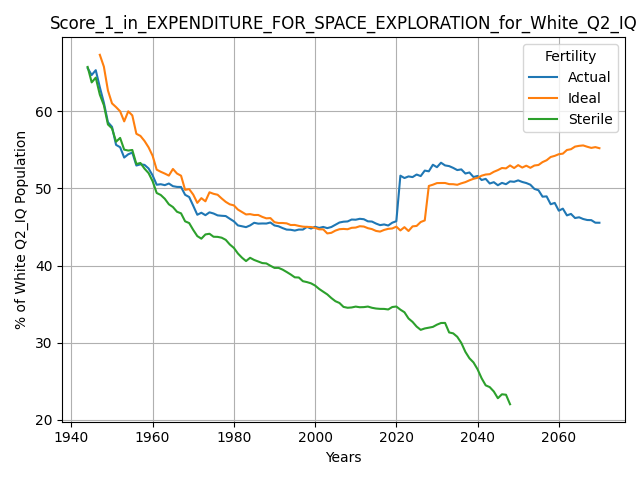 Score_1_in_EXPENDITURE_FOR_SPACE_EXPLORATION_for_White_Q2_IQ
Fertility
Actual
Ideal
Sterile
% of White Q2_IQ Population
60
50
40
30
20
1940 1960 1980 2000 2020 2040 2060
Years